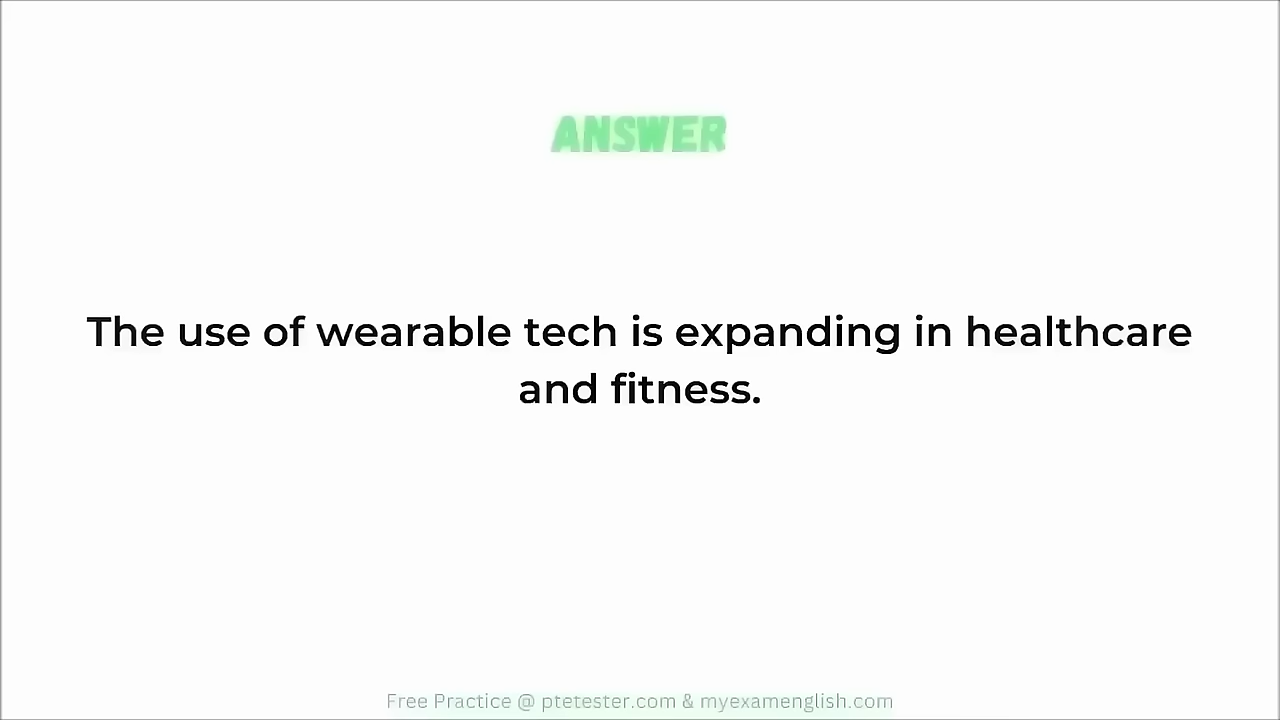 ANSWER
The use of wearable tech is expanding in healthcare
and fitness.
Free Practice @ ptetester.com & myexamenglish.com